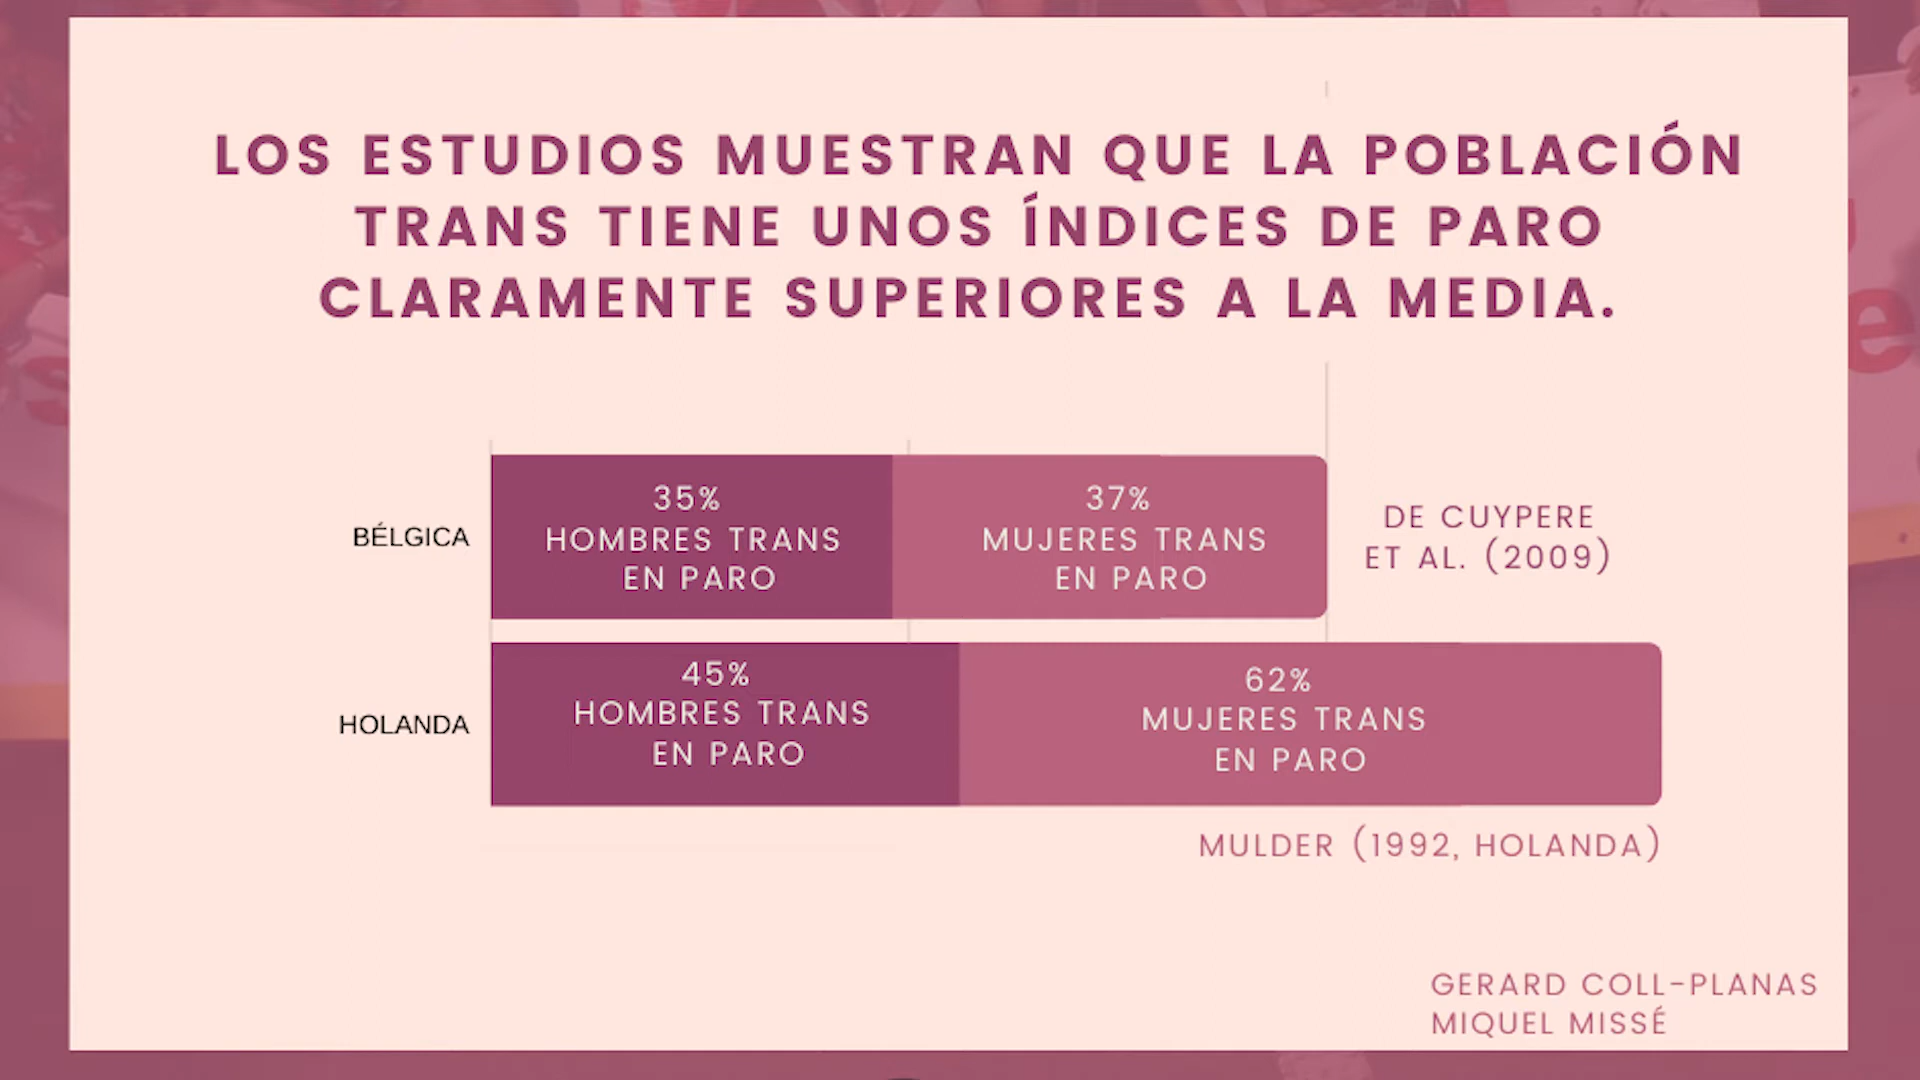 LOS ESTUDIOS MUESTRAN QUE LA POBLACIÓN
TRANS TIENE UNOS ÍNDICES DE PARO
CLARAMENTE SUPERIORES A LA MEDIA.
BÉLGICA
35%
HOMBRES TRANS
EN PARO
37%
MUJERES TRANS
EN PARO
DE CUYPERE
ET AL. (2009)
HOLANDA
45%
HOMBRES TRANS
EN PARO
62%
MUJERES TRANS
EN PARO
MULDER (1992, HOLANDA)
GERARD COLL-PLANAS
MIQUEL MISSÉ